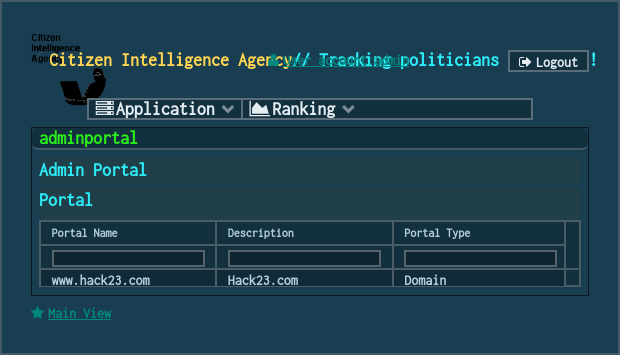 Citizen
Intelligence
Agency
Citizen Intelligence Agency// Tracking politicians !
Logout
Application Ranking
adminportal
Admin Portal
Portal
Portal Name Description Portal Type
www.hack23.com Hack23.com Domain
Main View